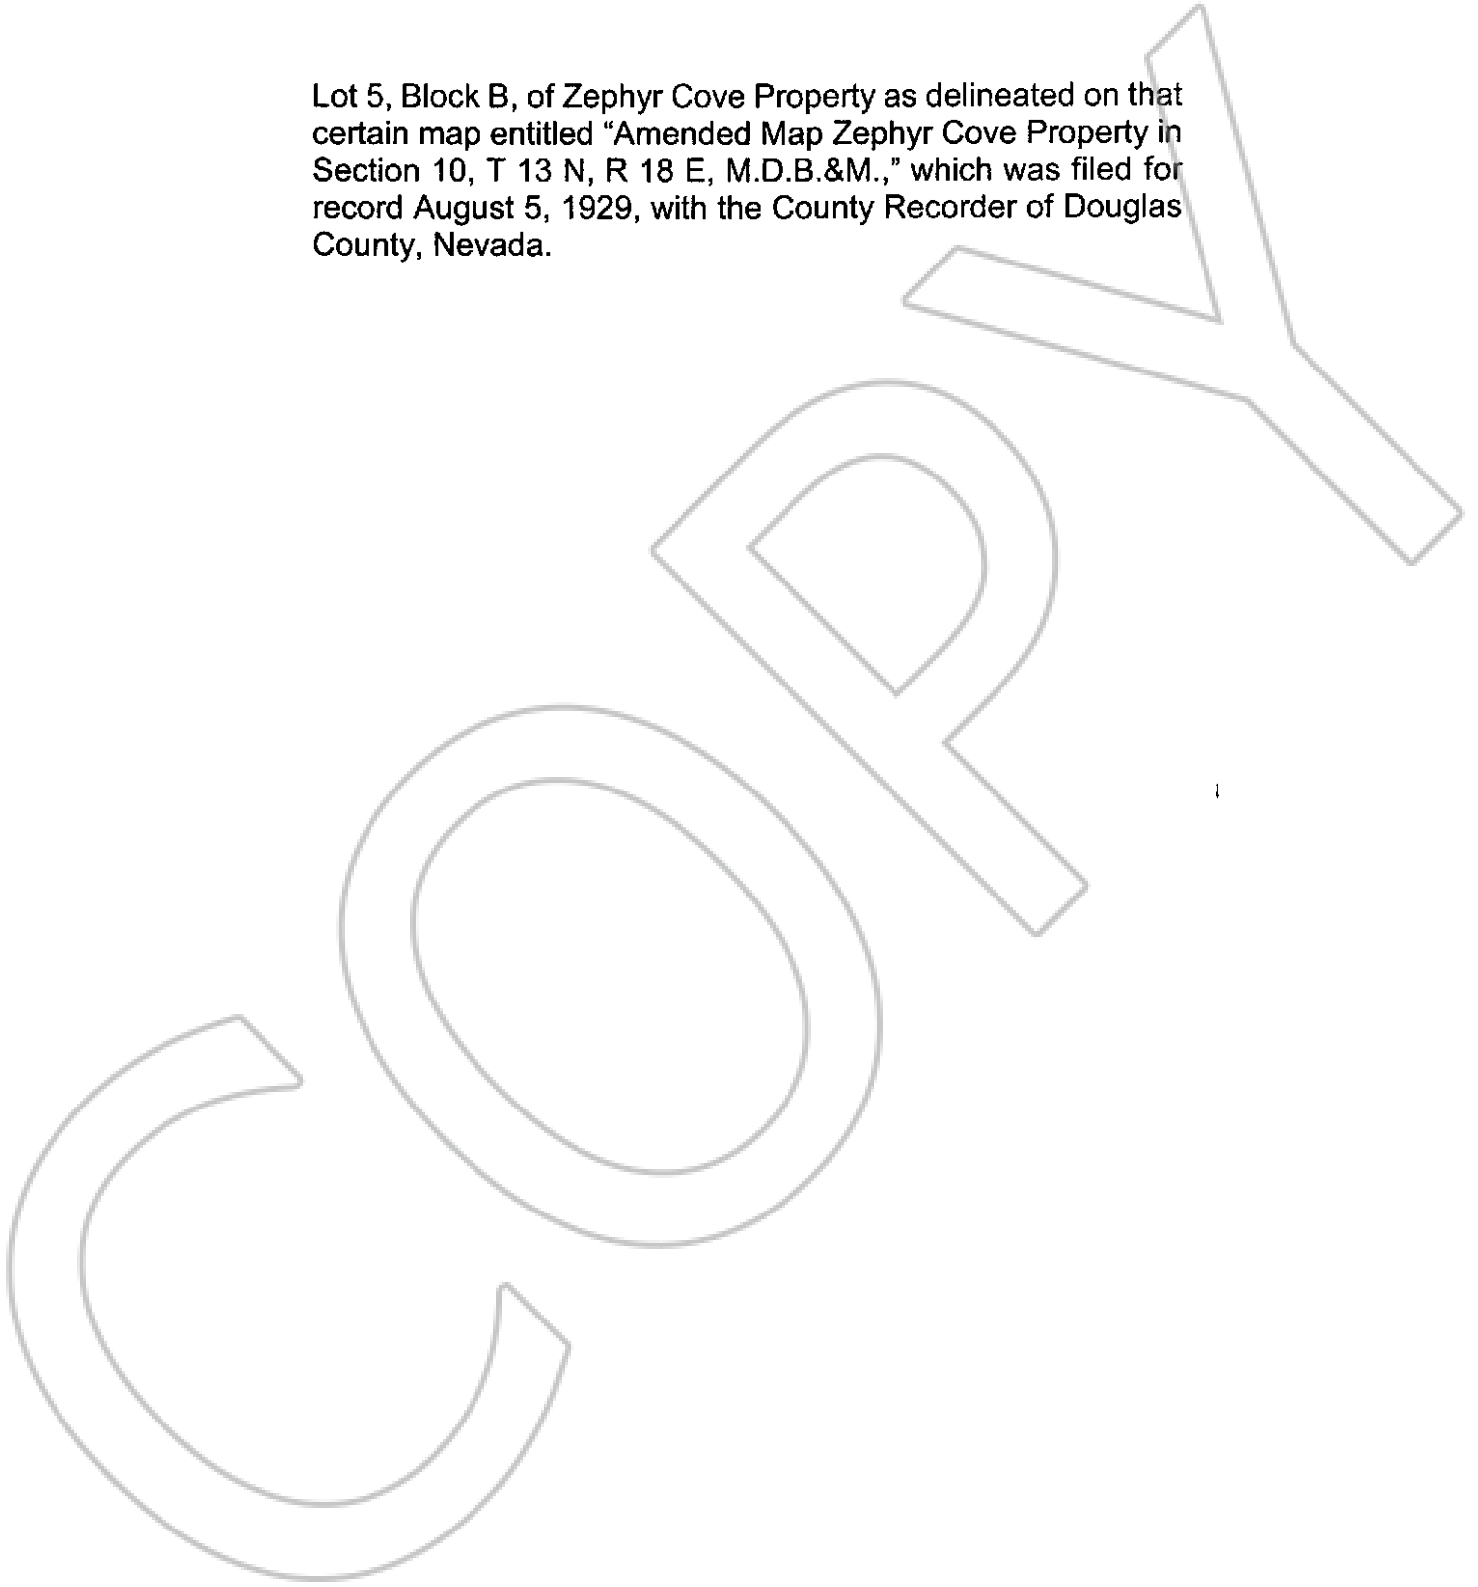 Lot 5, Block B, of Zephyr Cove Property as delineated on that
certain map entitled “Amended Map Zephyr Cove Property in
Section 10, T 13 N, R 18 E, M.D.B.&M.,” which was filed for
record August 5, 1929, with the County Recorder of Douglas
County, Nevada.
COPY